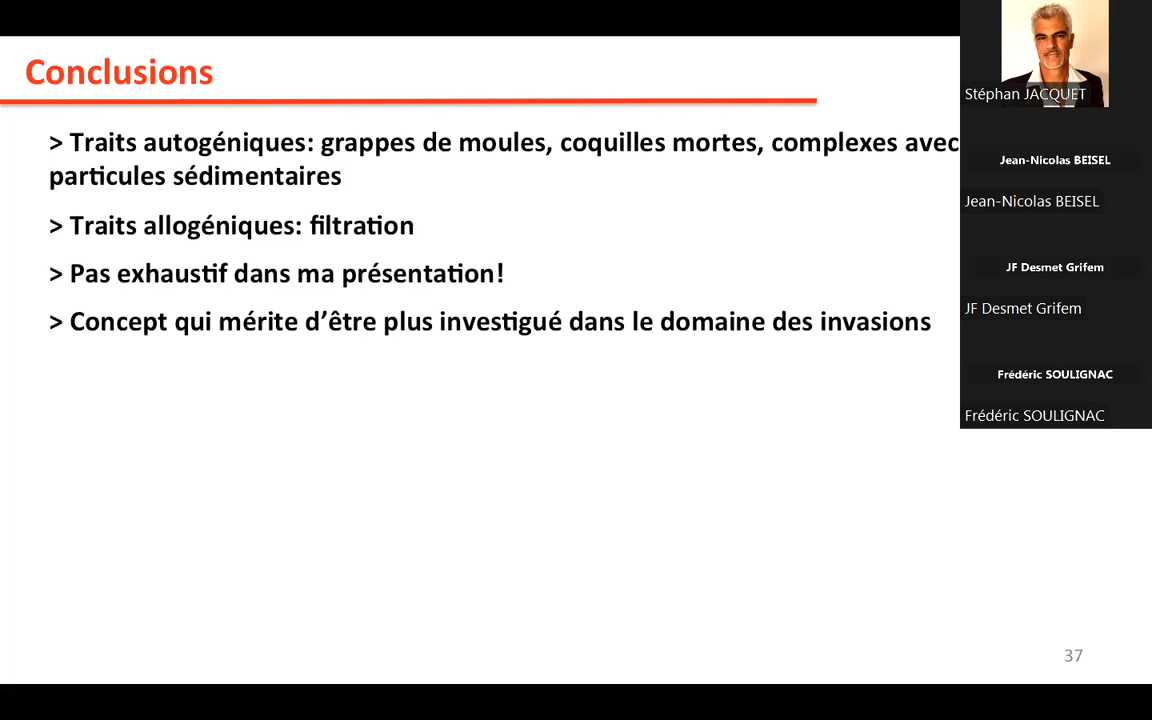 Conclusions
> Traits autogéniques: grappes de moules, coquilles mortes, complexes avec
particules sédimentaires
> Traits allogéniques: filtration
> Pas exhaustif dans ma présentation!
> Concept qui mérite d’être plus investigué dans le domaine des invasions
37
Stéphan JACQUET
Jean-Nicolas BEISEL
Jean-Nicolas BEISEL
JF Desmet Grifem
JF Desmet Grifem
Frédéric SOULIGNAC
Frédéric SOULIGNAC